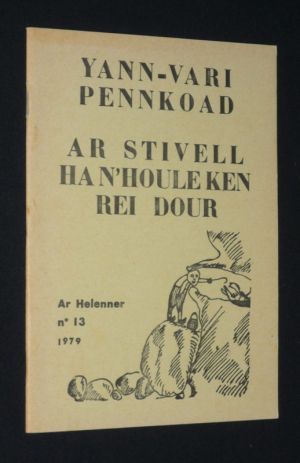 YANN-VARI
PENNKOAD
AR STIVELL
HA N'HOULE KEN
REI DOUR
Ar Helenner
n° 13
1979